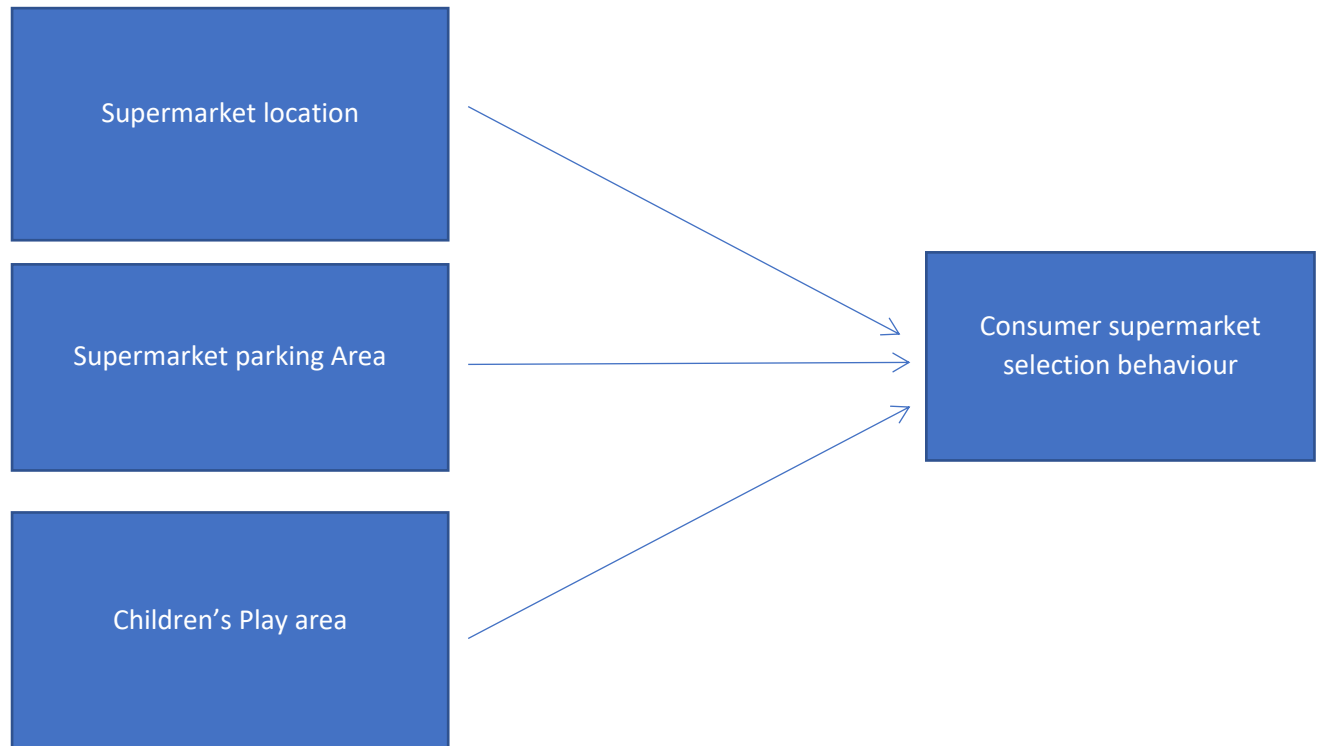 Supermarket location
Supermarket parking Area
Children’s Play area
Consumer supermarket
selection behaviour